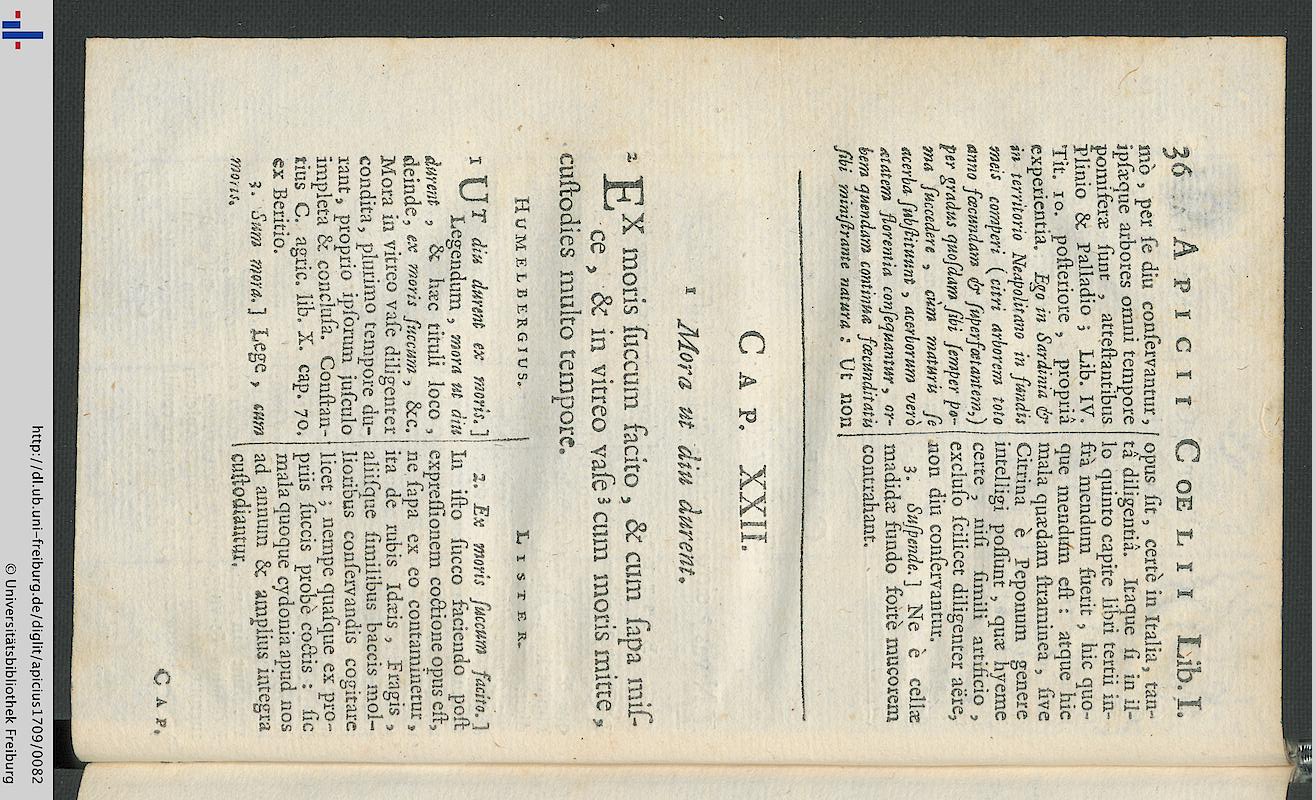 36 APICII COELII Lib. I.
mò, per ſe diu conſervantur,
ipſæque arbores omni tempore
pomiferæ ſunt, atteſtantibus
Plinio & Palladio; Lib. IV.
Tit. 10. poſteriore, propriâ
experientia. Ego in Sardinia &
in territorio Neapolitano in fundis
meis comperi (citri arborem toto
anno fœcundam & ſuperfœtantem,)
per gradus quoſdam ſibi ſemper po-
ma ſuccedere, cùm maturis ſe
acerba ſubſtituant, acerborum verò
ætatem florentia conſequantur, or-
bem quendam continuæ fœcunditatis
ſibi miniſtrante natura: Ut non
opus ſit, certè in Italia, tan-
tâ diligentiâ. Itaque ſi in il-
lo quinto capite libri tertii in-
frà mendum fuerit, hic quo-
que mendum eſt: atque hic
mala quædam ſtraminea, ſive
Citrina è Peponum genere
intelligi poſſunt, quæ hyeme
certe, niſi ſimili artificio,
excluſo ſcilicet diligenter aëre,
non diu conſervantur.
3. Suſpende.] Ne è cellæ
madidæ fundo fortè mucorem
contrahant.
CAP. XXII.
1 Mora ut diu durent.
2 EX moris ſuccum facito, & cum ſapa miſ-
ce, & in vitreo vaſe 3 cum moris mitte,
cuſtodies multo tempore.
HUMELBERGIUS.
1 UT diu durent ex moris.]
Legendum, mora ut diu
durent, & hæc tituli loco,
deinde, ex moris ſuccum, &c.
Mora in vitreo vaſe diligenter
condita, plurimo tempore du-
rant, proprio ipſorum juſculo
impleta & concluſa. Conſtan-
tius C. agric. lib. X. cap. 70.
ex Beritio.
3. Sum mora.] Lege, cum
moris.
LISTER.
2. Ex moris ſuccum facito.]
In iſto ſucco faciendo poſt
expreſſionem coctione opus eſt,
ne ſapa ex eo contaminetur,
ita de rubis Idæis, Fragis,
aliiſque ſimilibus baccis mol-
lioribus conſervandis cogitare
licet; nempe quaſque ex pro-
priis ſuccis probè coctis: ſic
mala quoque cydonia apud nos
ad annum & amplius integra
cuſtodiantur.
CAP.
http://dl.ub.uni-freiburg.de/diglit/apicius1709/0082
© Universitätsbibliothek Freiburg